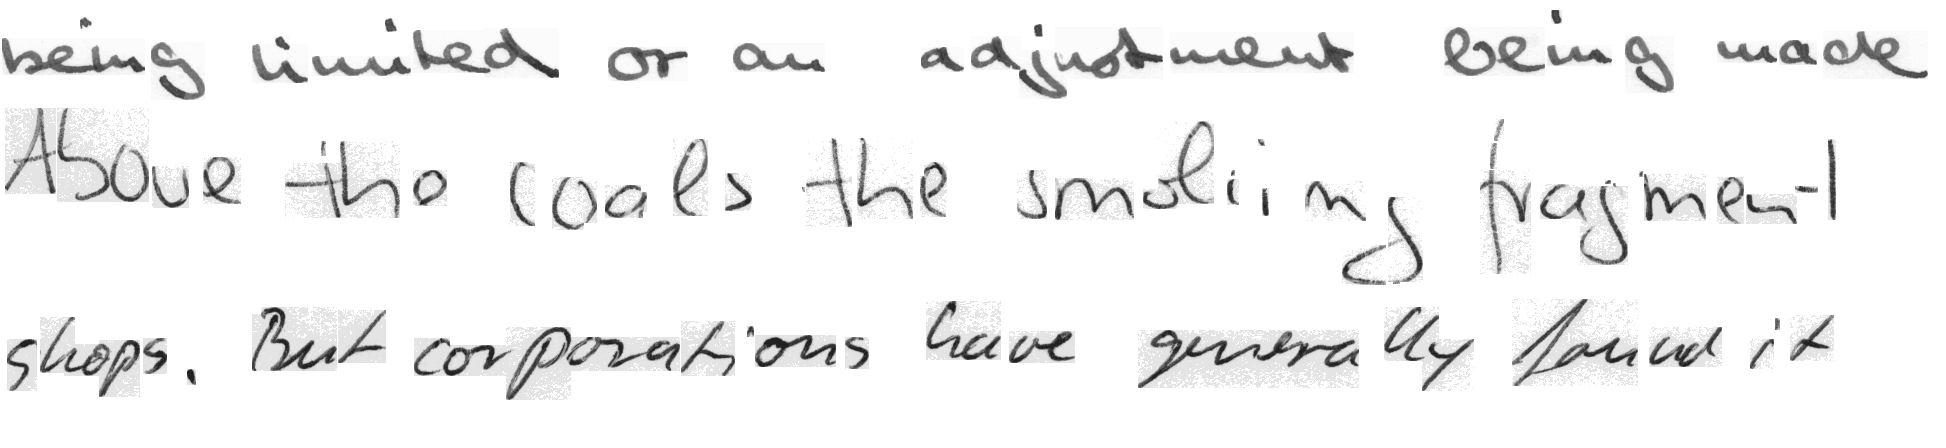 being limited or an adjustment being made
Above the coals the smoking fragment
shops. But corporations have generally found it